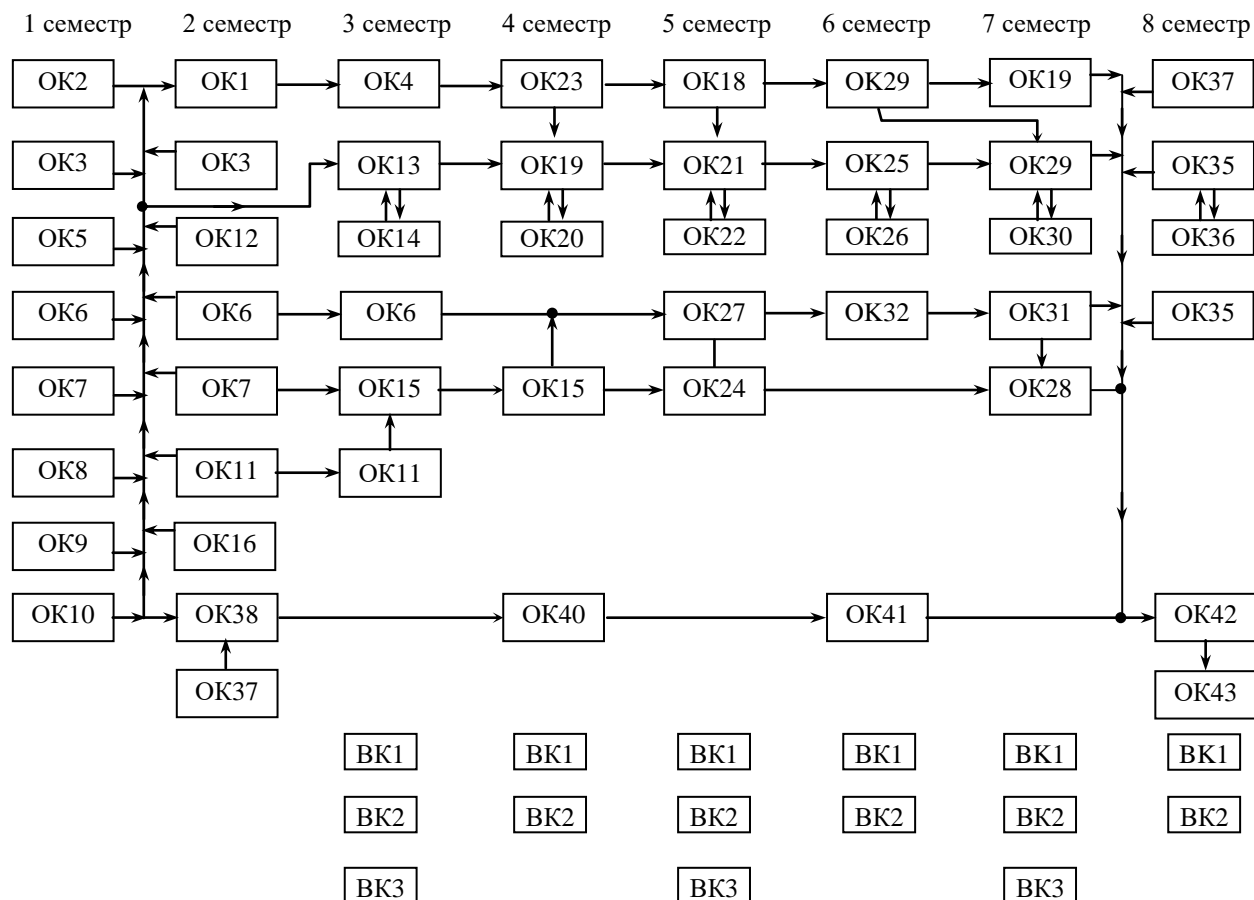 1 семестр 2 семестр 3 семестр 4 семестр 5 семестр 6 семестр 7 семестр 8 семестр
ОК2 ОК1 ОК4 ОК23 ОК18 ОК29 ОК19 ОК37
ОК3 ОК3 ОК13 ОК19 ОК21 ОК25 ОК29 ОК35
ОК5 ОК12 ОК14 ОК20 ОК22 ОК26 ОК30 ОК36
ОК6 ОК6 ОК6 ОК27 ОК32 ОК31 ОК35
ОК7 ОК7 ОК15 ОК15 ОК24 ОК28
ОК8 ОК11 ОК11
ОК9 ОК16
ОК10 ОК38 ОК40 ОК41 ОК42
ОК37 ОК43
ВК1 ВК1 ВК1 ВК1 ВК1 ВК1
ВК2 ВК2 ВК2 ВК2 ВК2 ВК2
ВК3 ВК3 ВК3